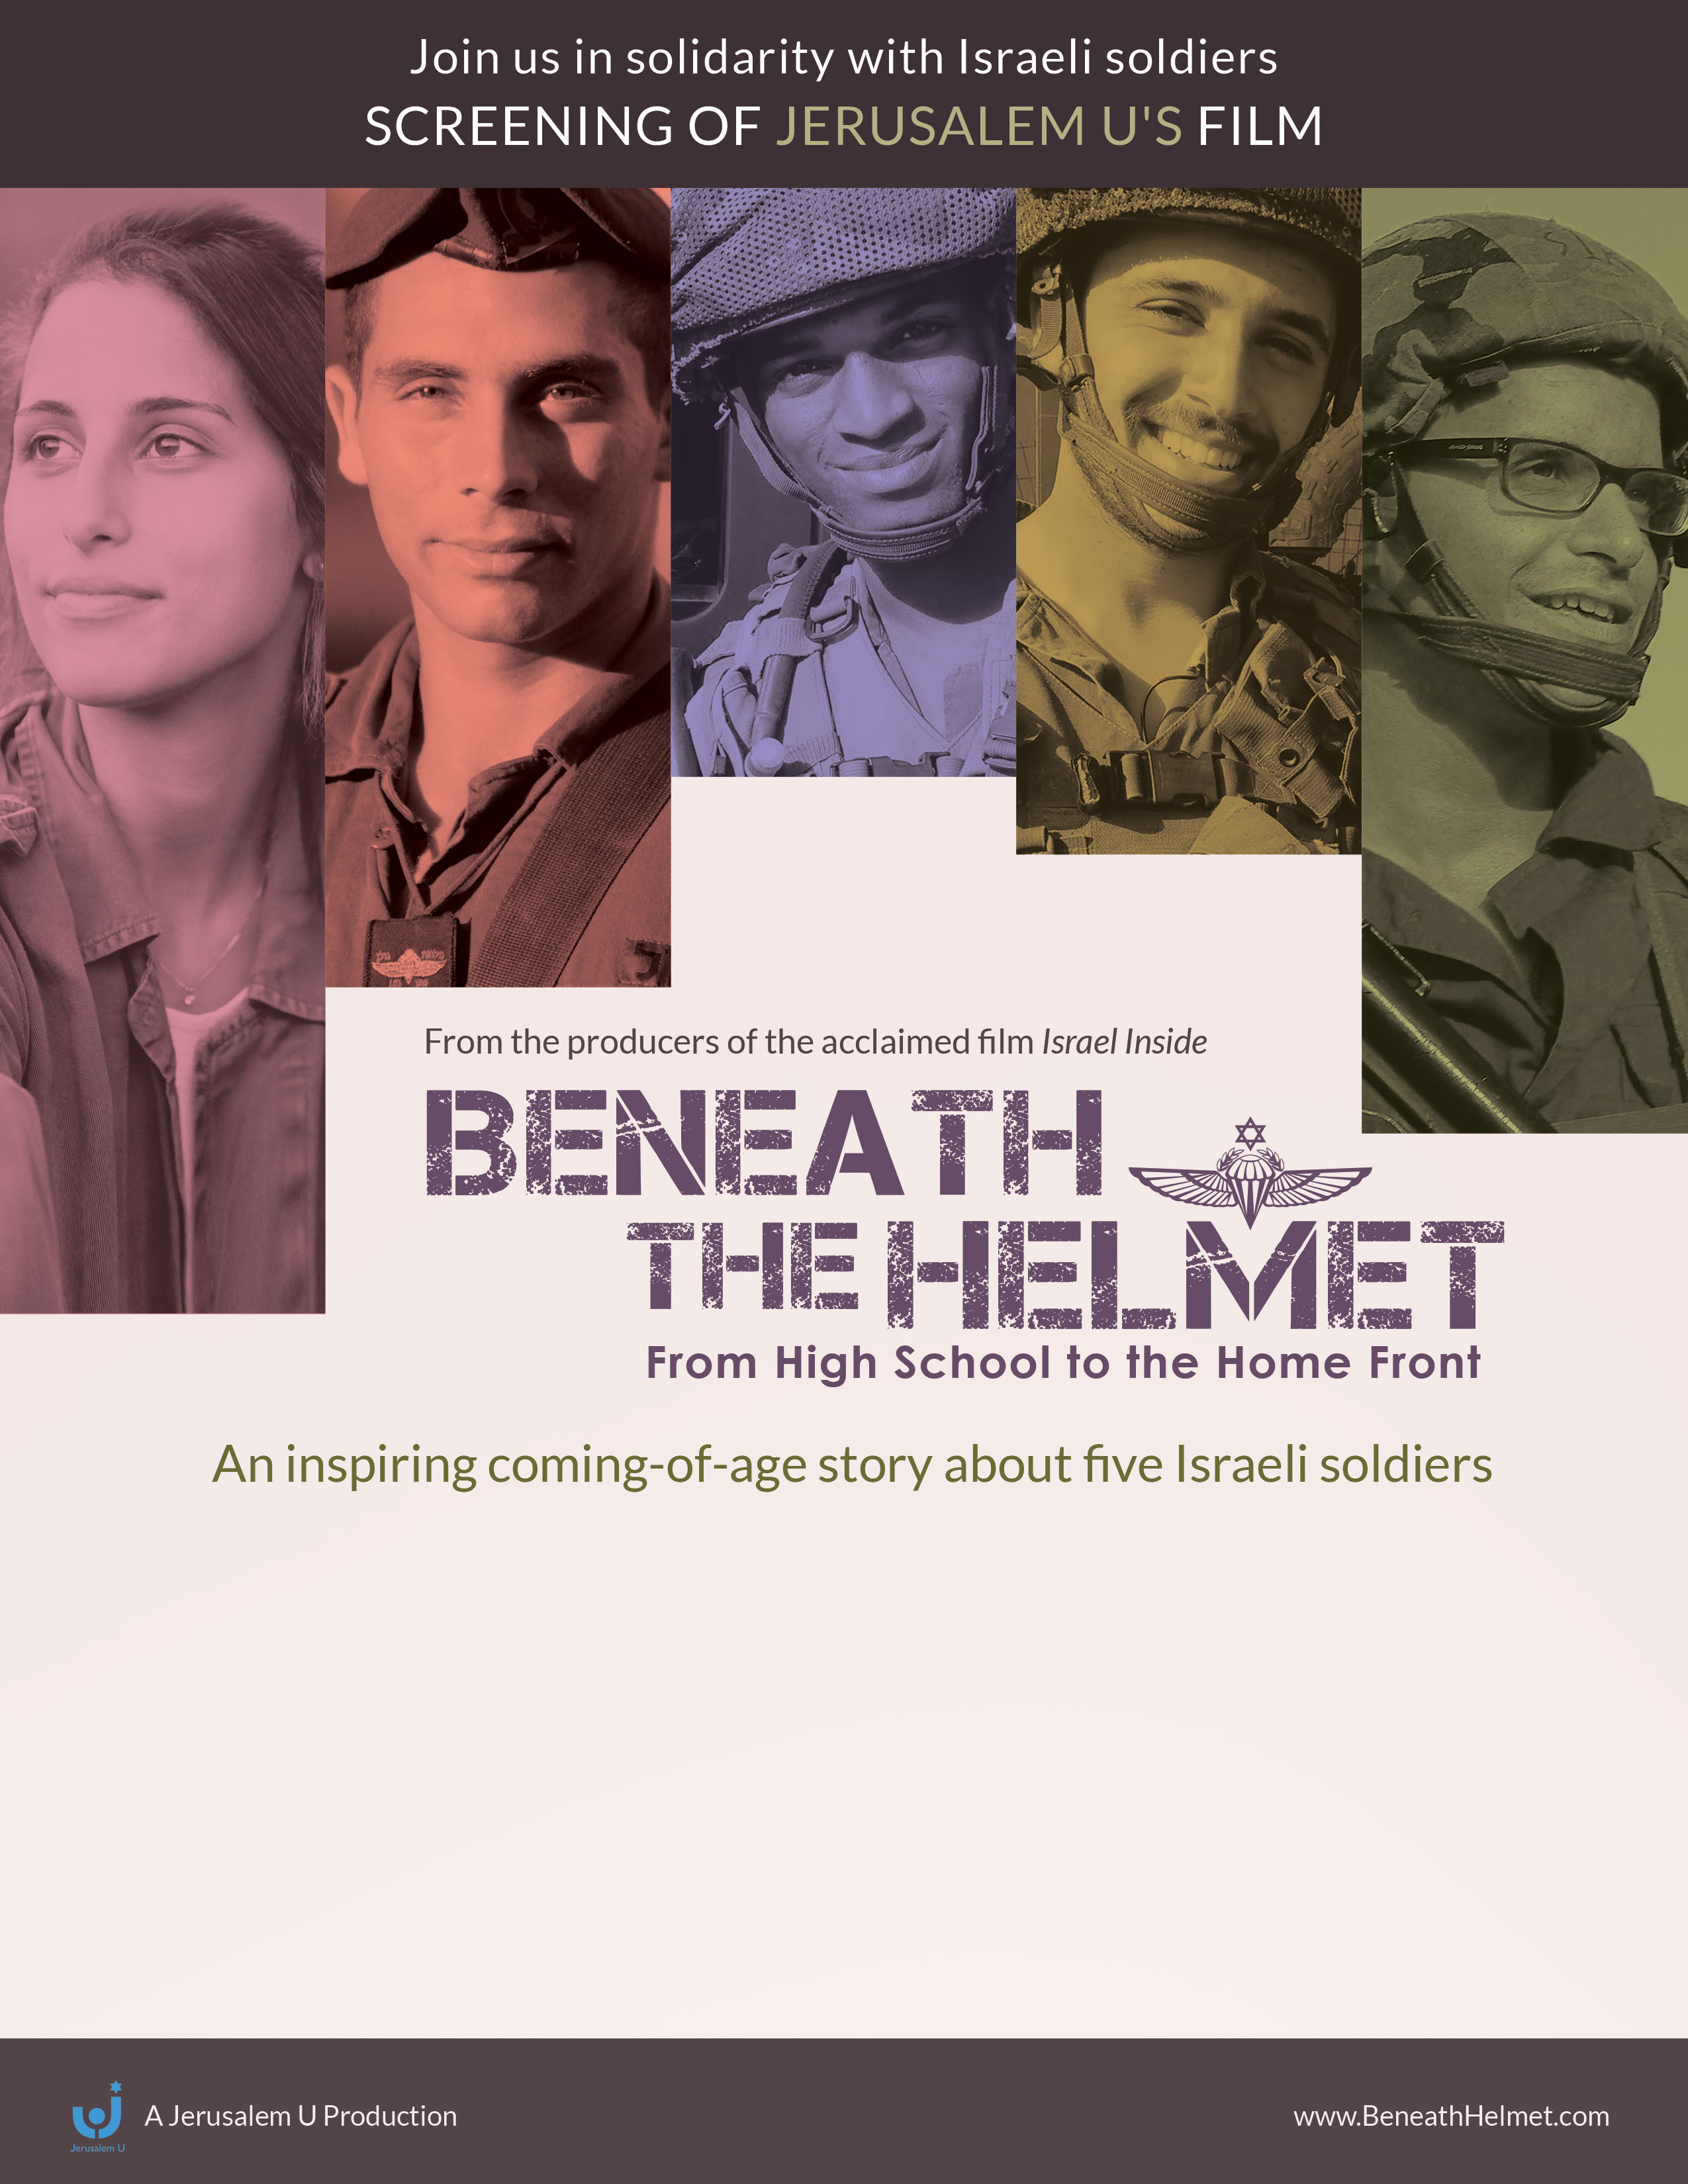 Join us in solidarity with Israeli soldiers
SCREENING OF JERUSALEM U'S FILM
From the producers of the acclaimed film Israel Inside
BENEATH
THE HELMET
From High School to the Home Front
An inspiring coming-of-age story about five Israeli soldiers
Jerusalem U
A Jerusalem U Production
www.BeneathHelmet.com